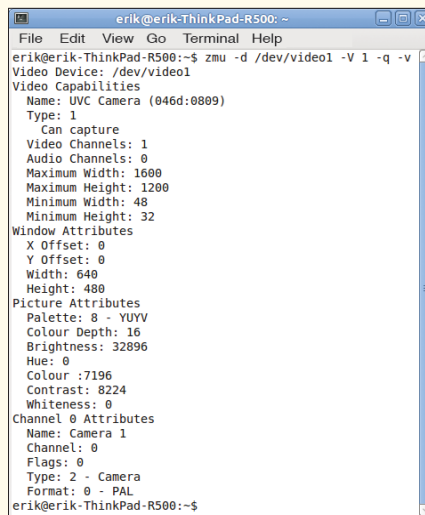 erik@erik-ThinkPad-R500: ~
File Edit View Go Terminal Help
erik@erik-ThinkPad-R500:~$ zmu -d /dev/video1 -V 1 -q -v
Video Device: /dev/video1
Video Capabilities
  Name: UVC Camera (046d:0809)
  Type: 1
    Can capture
  Video Channels: 1
  Audio Channels: 0
  Maximum Width: 1600
  Maximum Height: 1200
  Minimum Width: 48
  Minimum Height: 32
Window Attributes
  X Offset: 0
  Y Offset: 0
  Width: 640
  Height: 480
Picture Attributes
  Palette: 8 - YUYV
  Colour Depth: 16
  Brightness: 32896
  Hue: 0
  Colour :7196
  Contrast: 8224
  Whiteness: 0
Channel 0 Attributes
  Name: Camera 1
  Channel: 0
  Flags: 0
  Type: 2 - Camera
  Format: 0 - PAL
erik@erik-ThinkPad-R500:~$